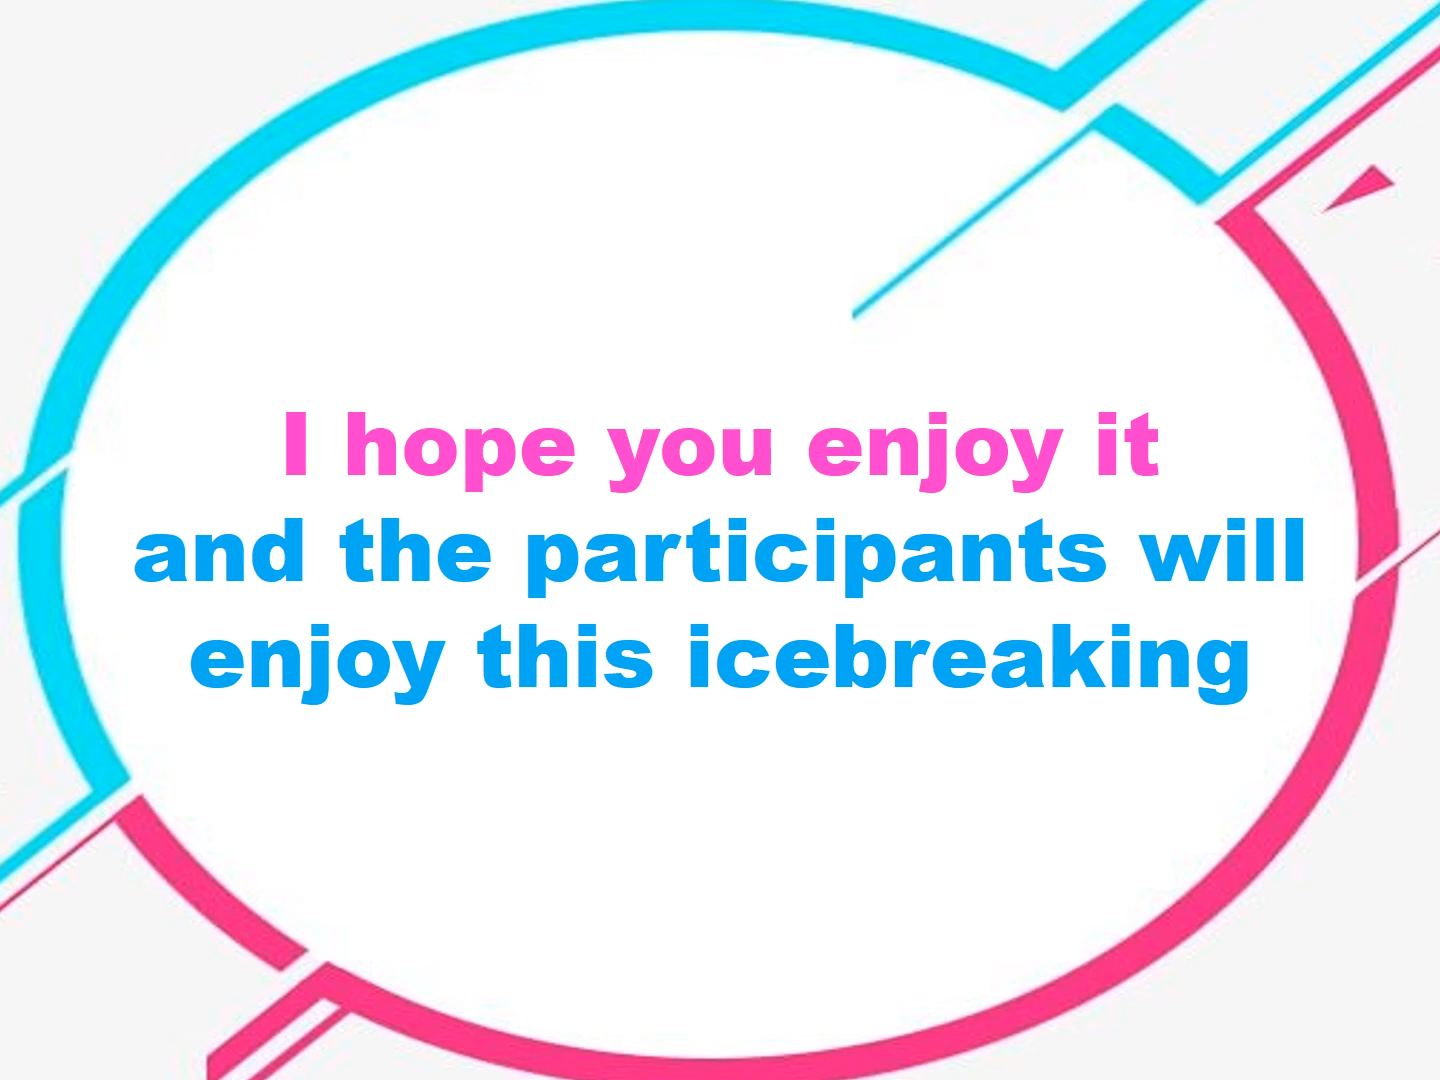 I hope you enjoy it
and the participants will
enjoy this icebreaking